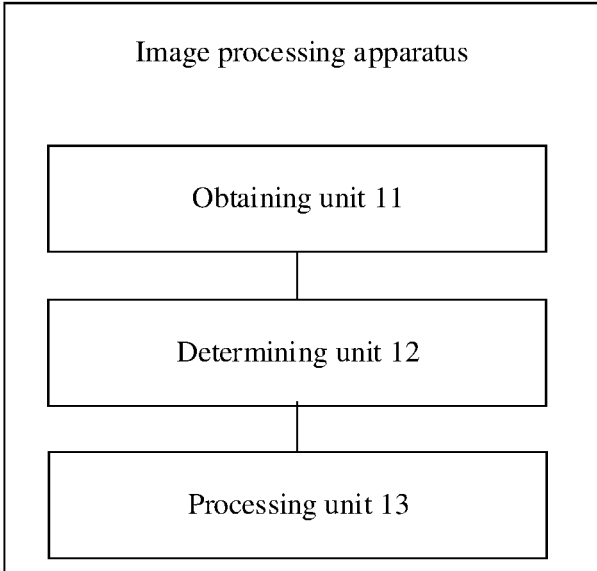 Image processing apparatus
Obtaining unit 11
Determining unit 12
Processing unit 13